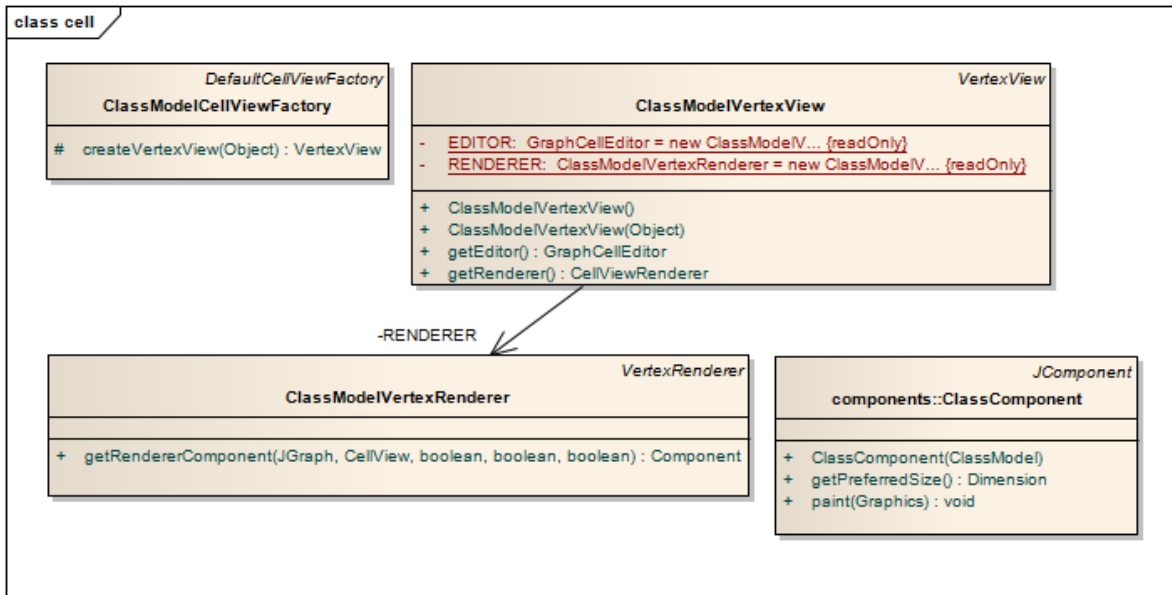 class cell
DefaultCellViewFactory
ClassModelCellViewFactory
# createVertexView(Object) : VertexView
VertexView
ClassModelVertexView
- EDITOR: GraphCellEditor = new ClassModelV... {readOnly}
- RENDERER: ClassModelVertexRenderer = new ClassModelV... {readOnly}
+ ClassModelVertexView()
+ ClassModelVertexView(Object)
+ getEditor() : GraphCellEditor
+ getRenderer() : CellViewRenderer
-RENDERER
VertexRenderer
ClassModelVertexRenderer
+ getRendererComponent(JGraph, CellView, boolean, boolean, boolean) : Component
JComponent
components::ClassComponent
+ ClassComponent(ClassModel)
+ getPreferredSize() : Dimension
+ paint(Graphics) : void